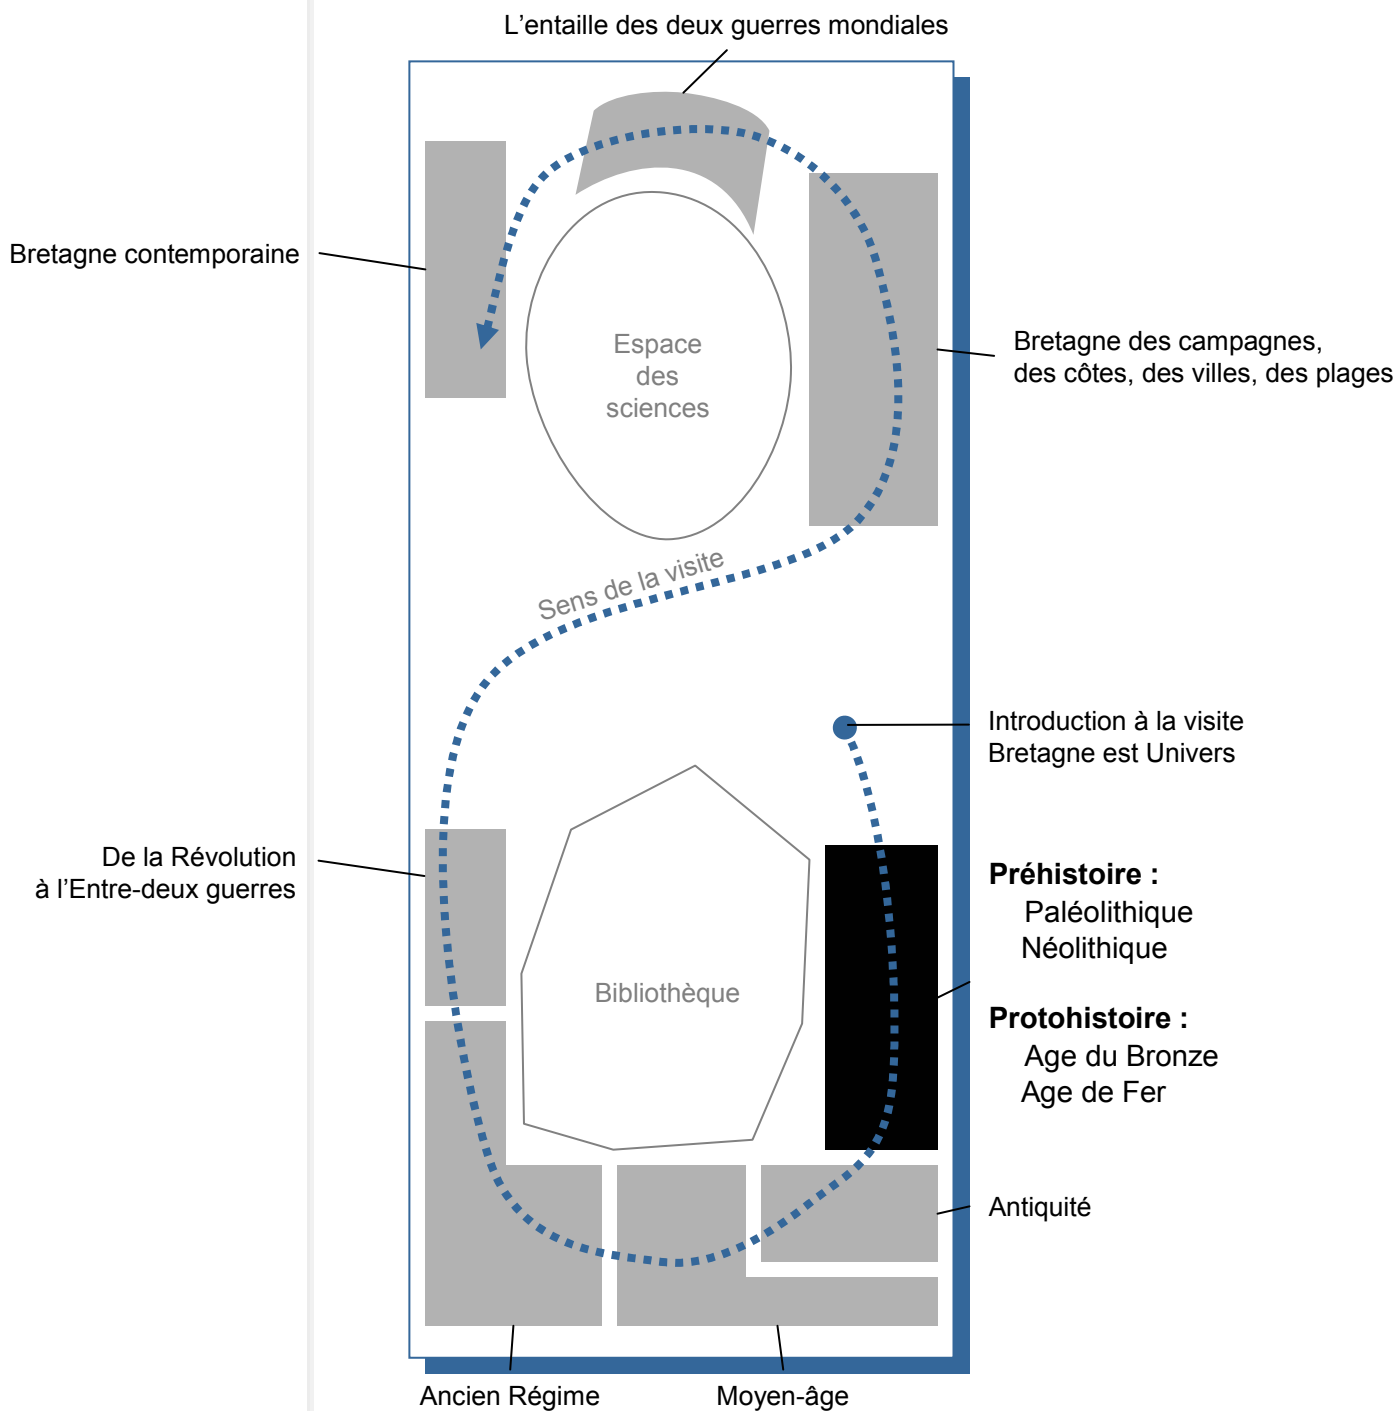 L'entaille des deux guerres mondiales
Bretagne contemporaine
Espace
des
sciences
Bretagne des campagnes,
des côtes, des villes, des plages
Sens de la visite
Introduction à la visite
Bretagne est Univers
De la Révolution
à l'Entre-deux guerres
Préhistoire :
Paléolithique
Néolithique
Bibliothèque
Protohistoire :
Age du Bronze
Age de Fer
Antiquité
Ancien Régime
Moyen-âge